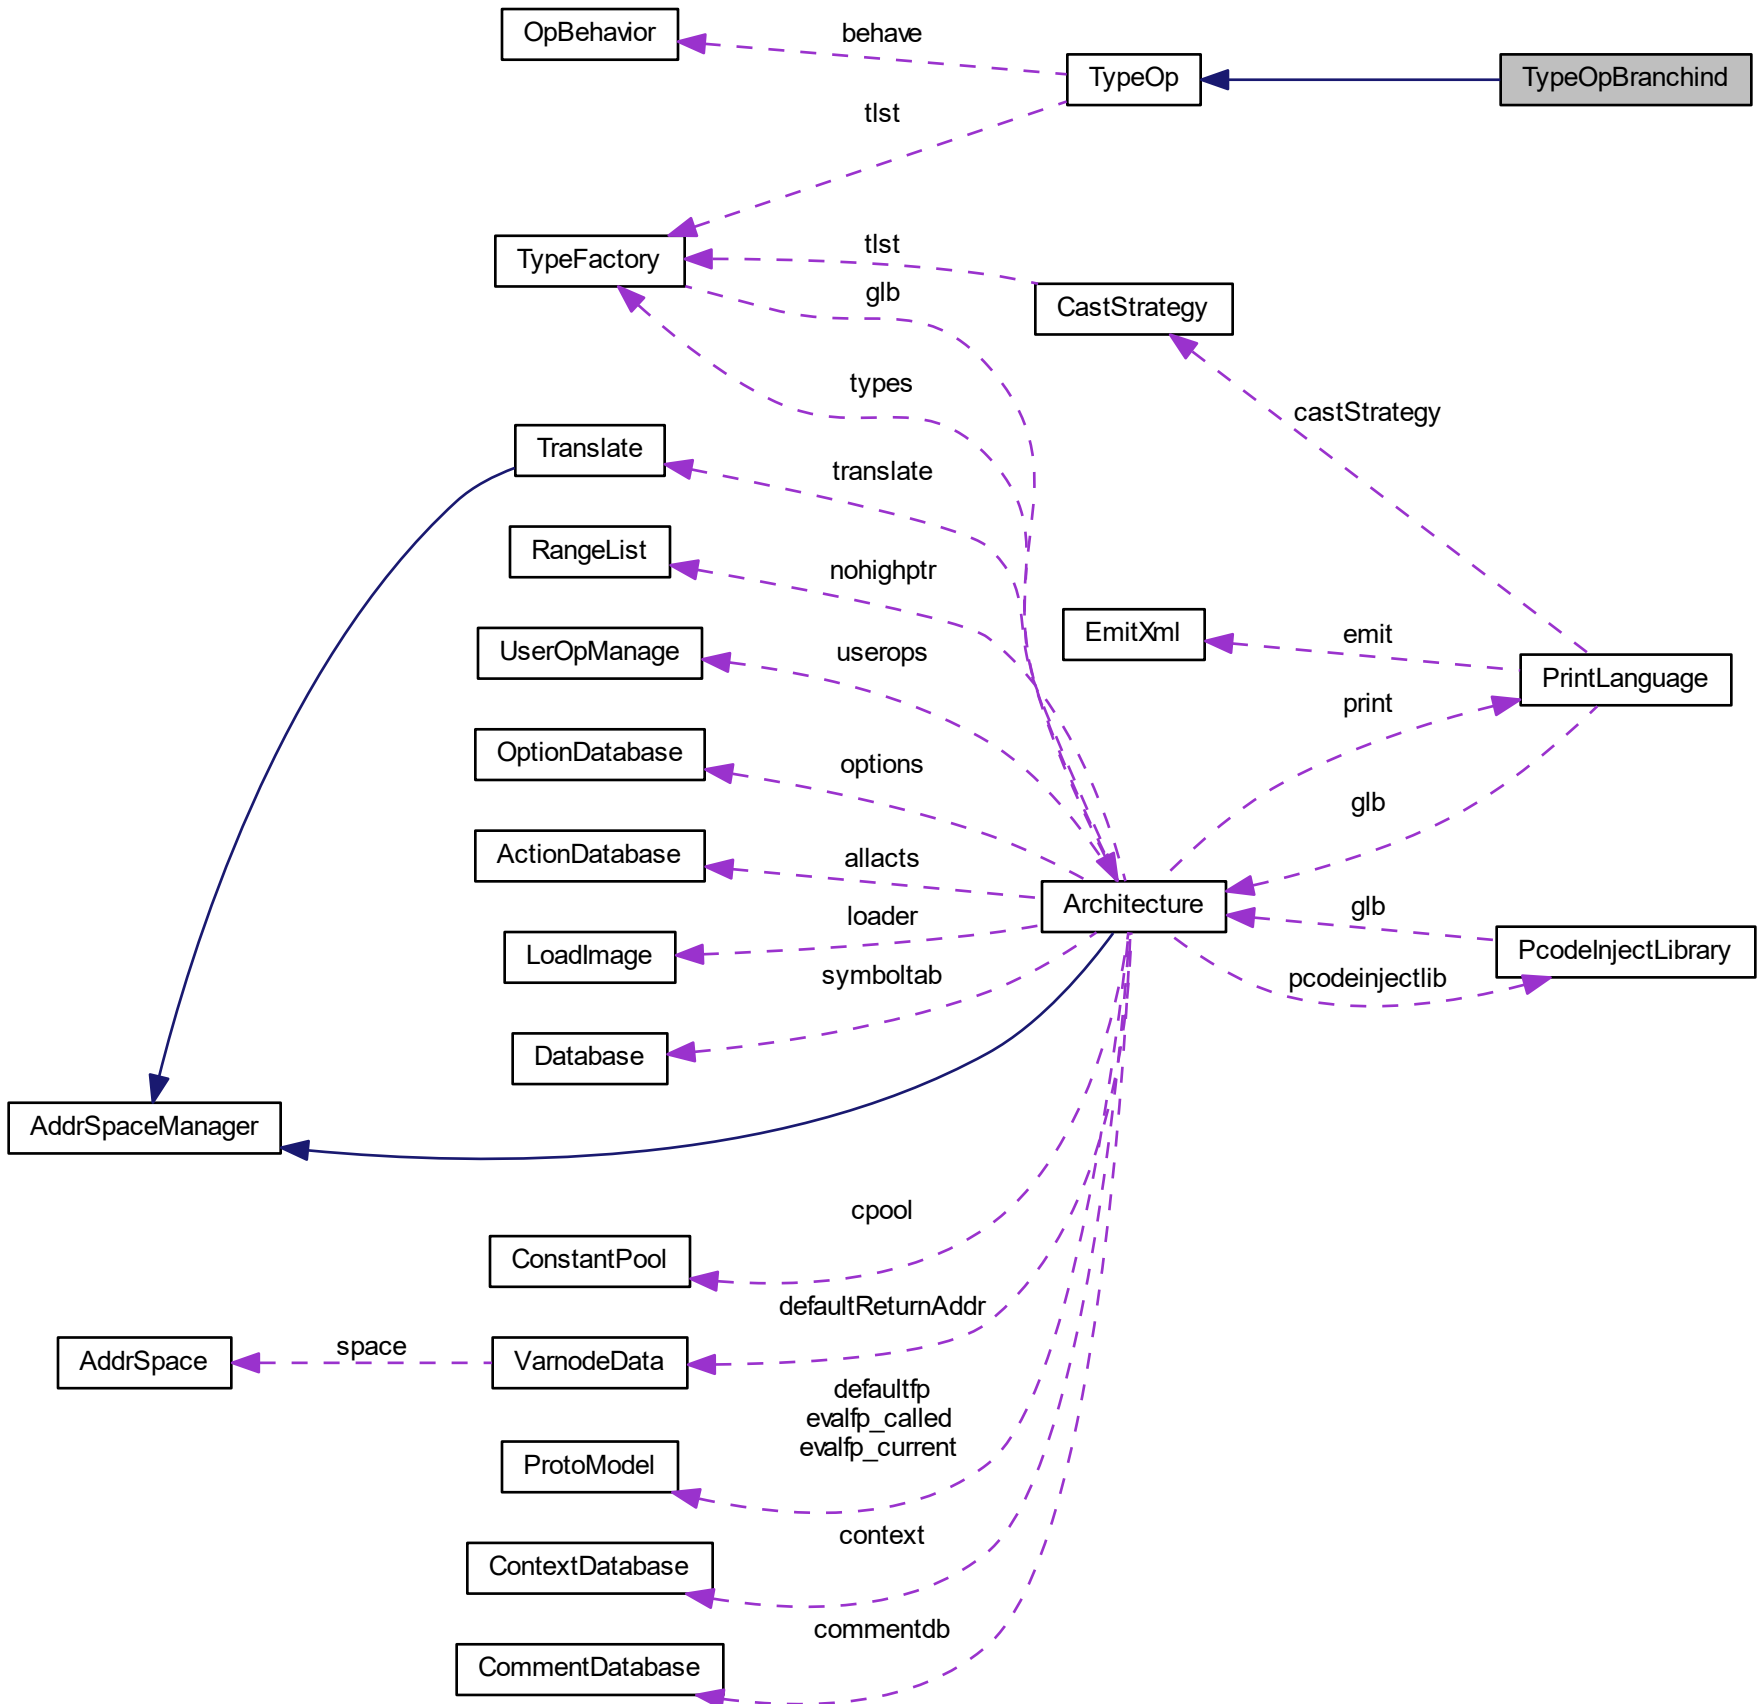 OpBehavior
behave
TypeOp
TypeOpBranchind
tlst
TypeFactory
tlst
glb
CastStrategy
types
castStrategy
Translate
translate
RangeList
nohighptr
EmitXml
emit
UserOpManage
userops
PrintLanguage
print
OptionDatabase
options
glb
ActionDatabase
allacts
Architecture
glb
loader
LoadImage
symboltab
pcodeinjectlib
PcodeInjectLibrary
Database
AddrSpaceManager
cpool
ConstantPool
defaultReturnAddr
AddrSpace
space
VarnodeData
defaultfp
evalfp_called
evalfp_current
ProtoModel
context
ContextDatabase
commentdb
CommentDatabase